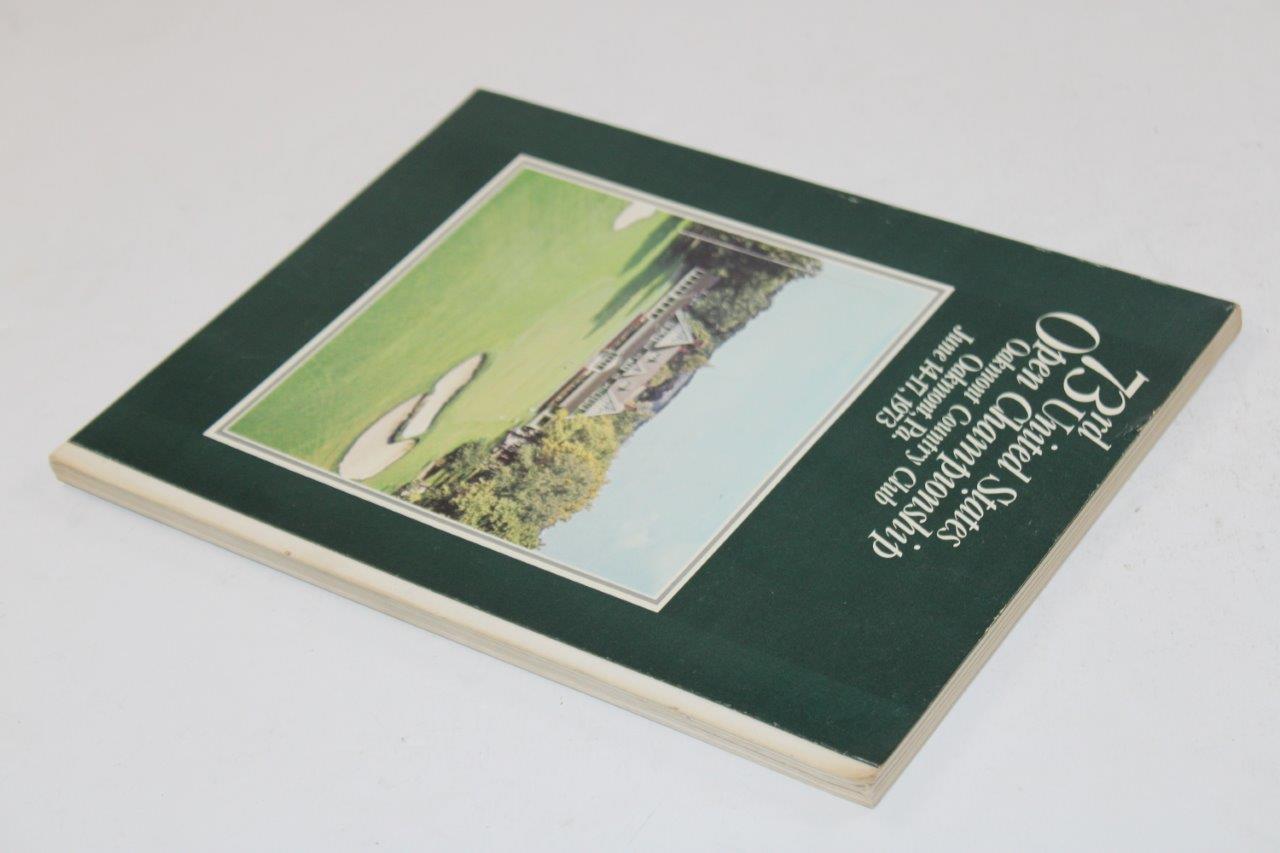 73rd
United States
Open Championship
Oakmont Country Club
Oakmont, Pa.
June 14-17, 1973